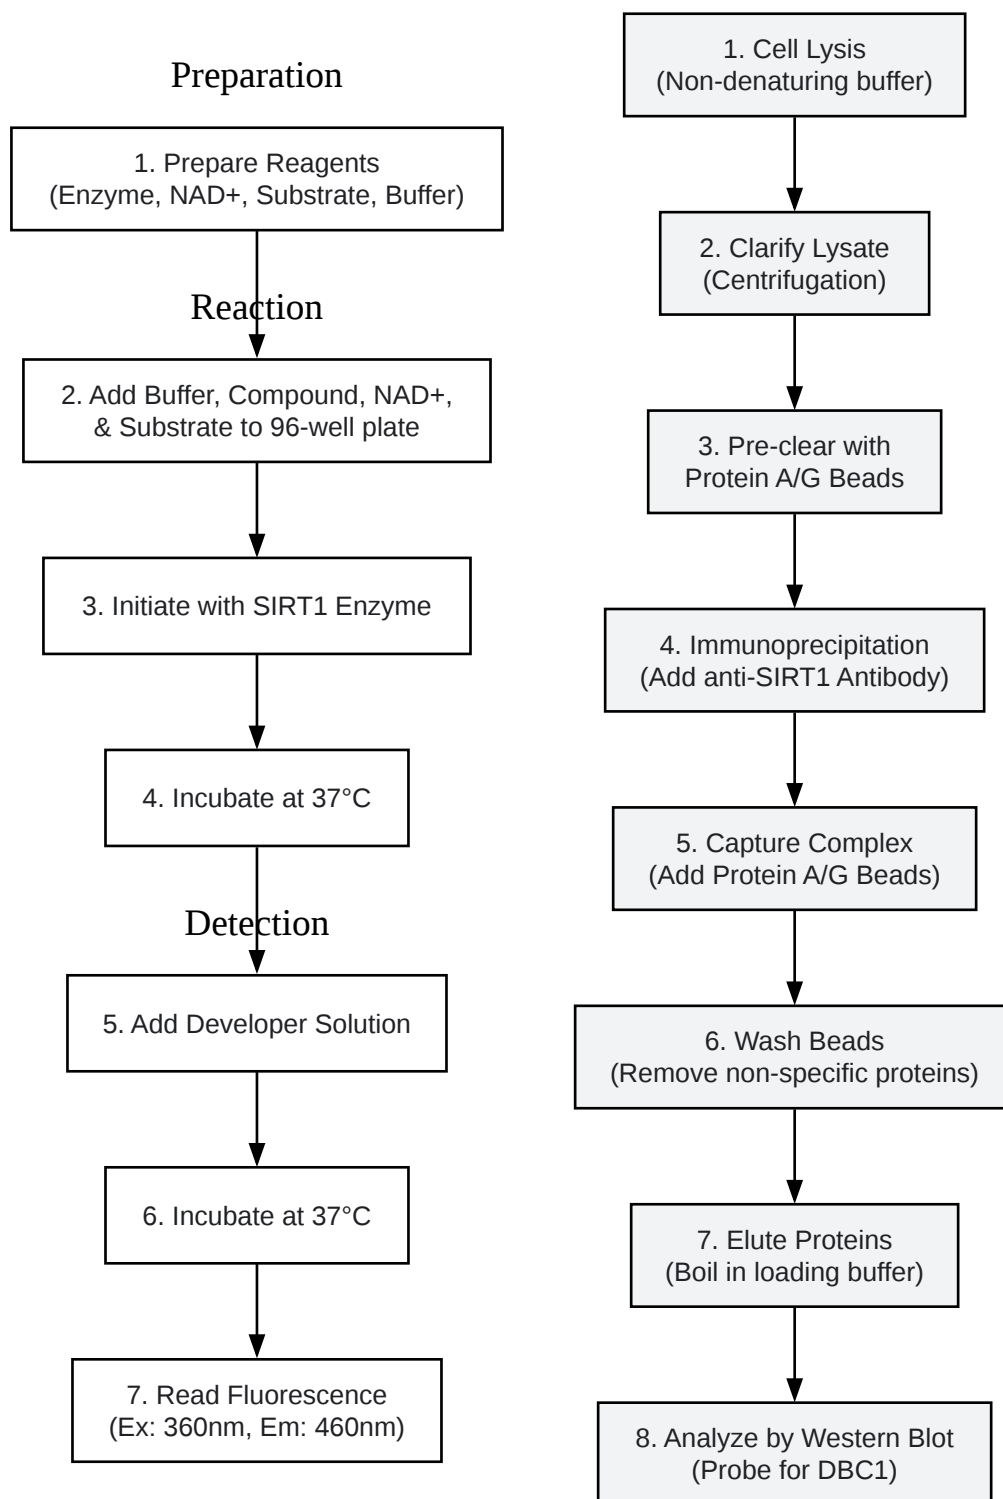 Preparation
1. Prepare Reagents
(Enzyme, NAD+, Substrate, Buffer)
Reaction
2. Add Buffer, Compound, NAD+,
& Substrate to 96-well plate
3. Initiate with SIRT1 Enzyme
4. Incubate at 37°C
Detection
5. Add Developer Solution
6. Incubate at 37°C
7. Read Fluorescence
(Ex: 360nm, Em: 460nm)
1. Cell Lysis
(Non-denaturing buffer)
2. Clarify Lysate
(Centrifugation)
3. Pre-clear with
Protein A/G Beads
4. Immunoprecipitation
(Add anti-SIRT1 Antibody)
5. Capture Complex
(Add Protein A/G Beads)
6. Wash Beads
(Remove non-specific proteins)
7. Elute Proteins
(Boil in loading buffer)
8. Analyze by Western Blot
(Probe for DBC1)